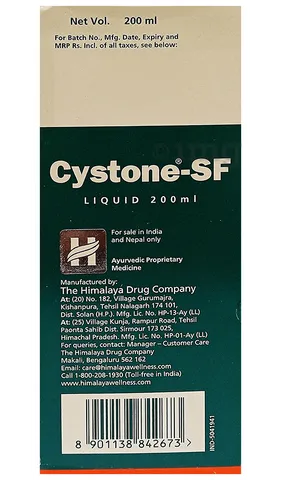 Net Vol. 200 ml
For Batch No., Mfg. Date, Expiry and
MRP Rs. Incl. of all taxes, see below:
Cystone®-SF
LIQUID 200ml
For sale in India
and Nepal only
H
Ayurvedic Proprietary
Medicine
Manufactured by:
The Himalaya Drug Company
At: (20) No. 182, Village Gurumajra,
Kishanpura, Tehsil Nalagarh 174 101,
Dist. Solan (H.P.). Mfg. Lic. No. HP-13-Ay (LL)
At: (25) Village Kunja, Rampur Road, Tehsil
Paonta Sahib Dist. Sirmour 173 025,
Himachal Pradesh. Mfg. Lic. No. HP-01-Ay (LL)
For queries, contact: Manager – Customer Care
The Himalaya Drug Company
Makali, Bengaluru 562 162
Email: care@himalayawellness.com
Call 1-800-208-1930 (Toll-free in India)
www.himalayawellness.com
8 901138 842673 >
IND-5041941